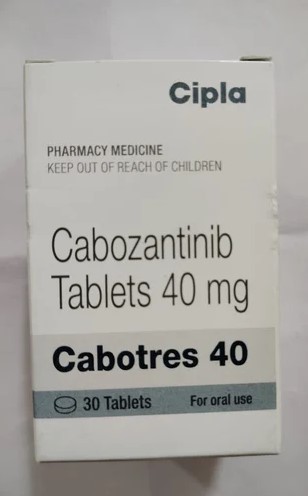 Cipla
PHARMACY MEDICINE
KEEP OUT OF REACH OF CHILDREN
Cabozantinib
Tablets 40 mg
Cabotres 40
30 Tablets For oral use